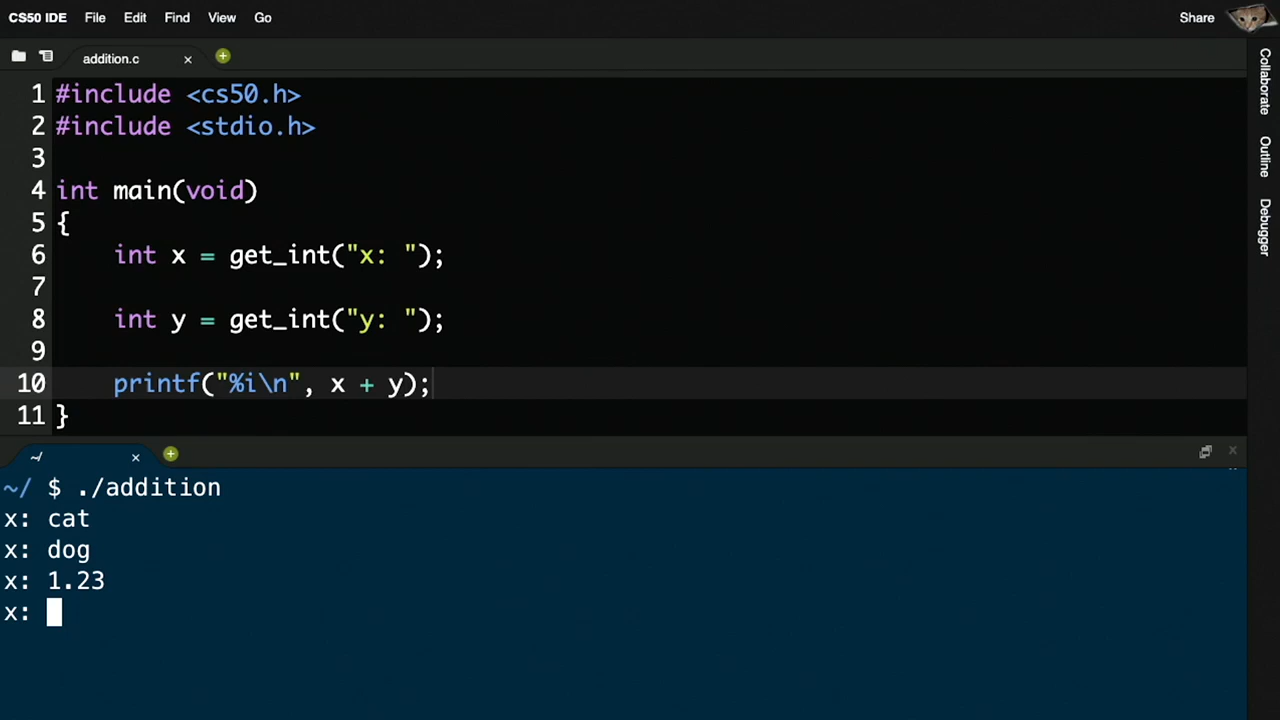 CS50 IDE File Edit Find View Go Share
addition.c
1 #include <cs50.h>
2 #include <stdio.h>
3
4 int main(void)
5 {
6     int x = get_int("x: ");
7
8     int y = get_int("y: ");
9
10     printf("%i\n", x + y);
11 }
~/
~/ $ ./addition
x: cat
x: dog
x: 1.23
x:
Collaborate
Outline
Debugger